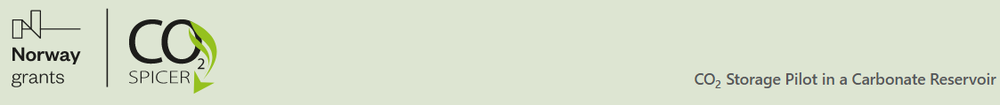 Norway
grants
CO2
SPICER
CO₂ Storage Pilot in a Carbonate Reservoir